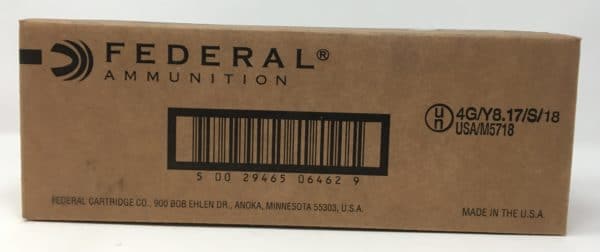 FEDERAL®
AMMUNITION
un 4G/Y8.17/S/18
USA/M5718
5 00 29465 06462 9
FEDERAL CARTRIDGE CO., 900 BOB EHLEN DR., ANOKA, MINNESOTA 55303, U.S.A.
MADE IN THE U.S.A.